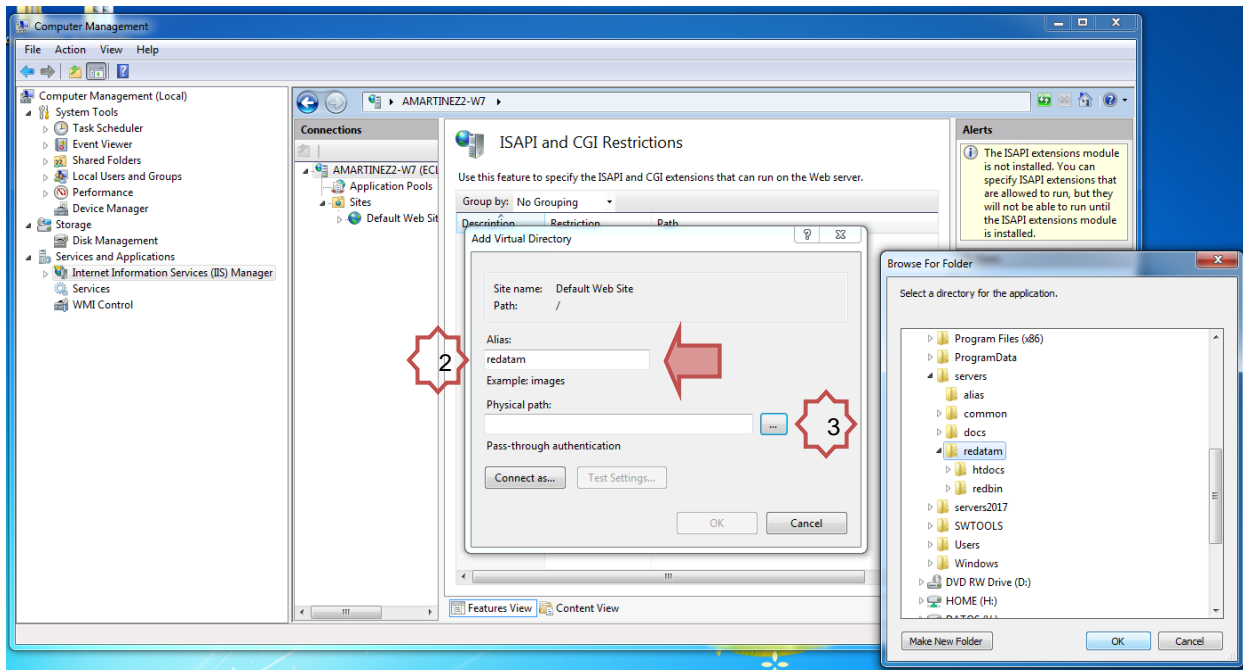 Computer Management
File Action View Help
Computer Management (Local)
System Tools
Task Scheduler
Event Viewer
Shared Folders
Local Users and Groups
Performance
Device Manager
Storage
Disk Management
Services and Applications
Internet Information Services (IIS) Manager
Services
WMI Control
AMARTINEZ2-W7
Connections
AMARTINEZ2-W7 (ECL
Application Pools
Sites
Default Web Sit
ISAPI and CGI Restrictions
Use this feature to specify the ISAPI and CGI extensions that can run on the Web server.
Group by: No Grouping
Description Restriction Path
Alerts
The ISAPI extensions module
is not installed. You can
specify ISAPI extensions that
are allowed to run, but they
will not be able to run until
the ISAPI extensions module
is installed.
Add Virtual Directory
Site name: Default Web Site
Path: /
Alias:
2
redatam
Example: images
Physical path:
...
3
Pass-through authentication
Connect as... Test Settings...
OK Cancel
Features View Content View
Browse For Folder
Select a directory for the application.
Program Files (x86)
ProgramData
servers
alias
common
docs
redatam
htdocs
redbin
servers2017
SWTOOLS
Users
Windows
DVD RW Drive (D:)
HOME (H:)
Make New Folder OK Cancel